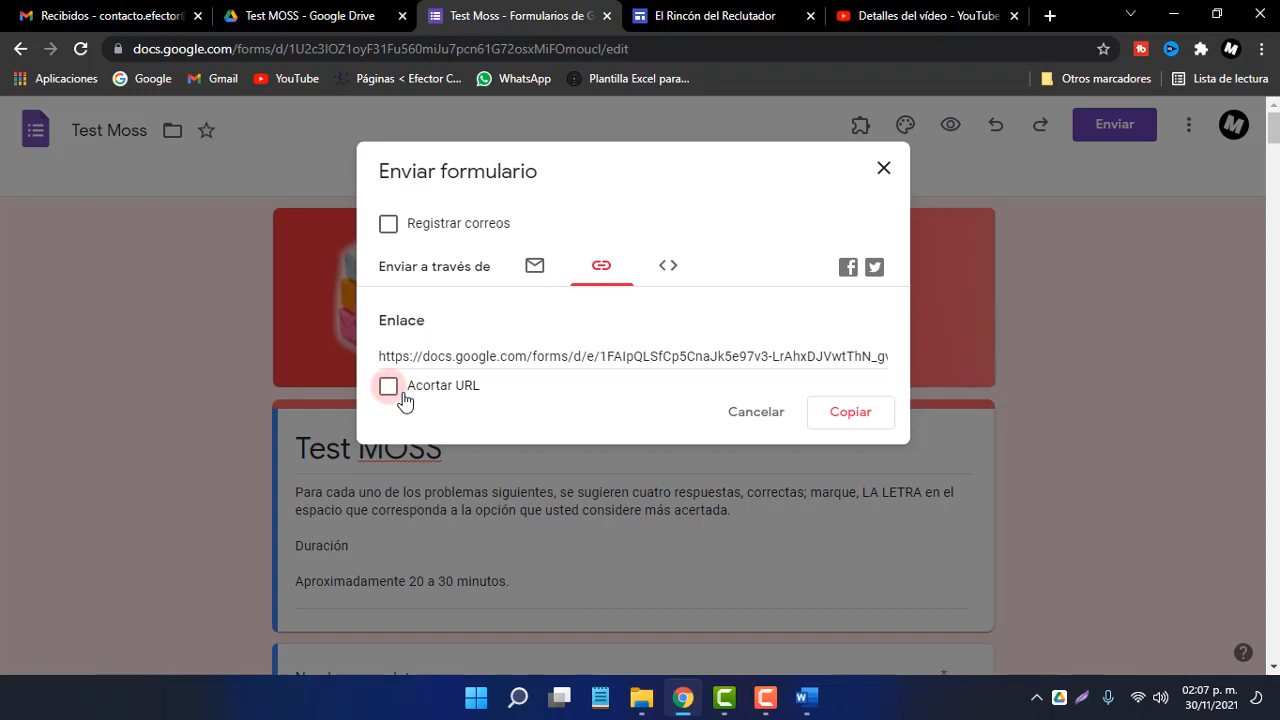 Recibidos - contacto.efector@
Test MOSS - Google Drive
Test Moss - Formularios de G
El Rincón del Reclutador
Detalles del vídeo - YouTube
docs.google.com/forms/d/1U2c3IOZ1oyF31Fu560miJu7pcn61G72osxMiFOmoucI/edit
Aplicaciones
Google
Gmail
YouTube
Páginas < Efector C...
WhatsApp
Plantilla Excel para...
Otros marcadores
Lista de lectura
Test Moss
Enviar
Enviar formulario
Registrar correos
Enviar a través de
Enlace
https://docs.google.com/forms/d/e/1FAIpQLSfCp5CnaJk5e97v3-LrAhxDJVwtThN_gv
Acortar URL
Cancelar
Copiar
Test MOSS
Para cada uno de los problemas siguientes, se sugieren cuatro respuestas, correctas; marque, LA LETRA en el
espacio que corresponda a la opción que usted considere más acertada.
Duración
Aproximadamente 20 a 30 minutos.
02:07 p. m.
30/11/2021